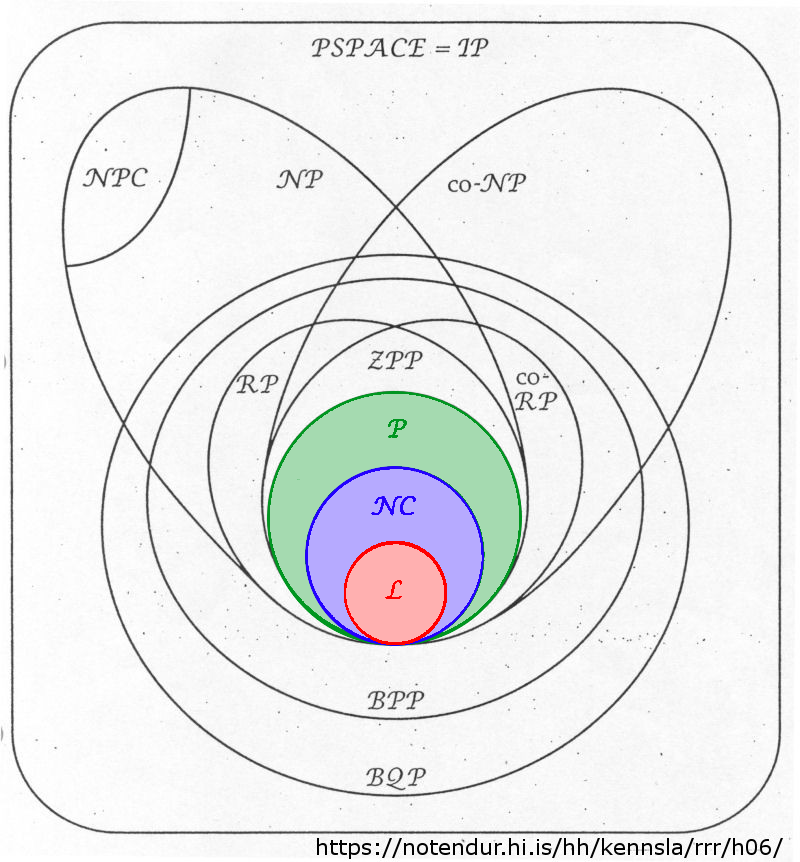 PSPACE = IP
NPC
NP
co-NP
ZPP
RP
co-
RP
P
NC
L
BPP
BQP
https://notendur.hi.is/hh/kennsla/rrr/h06/